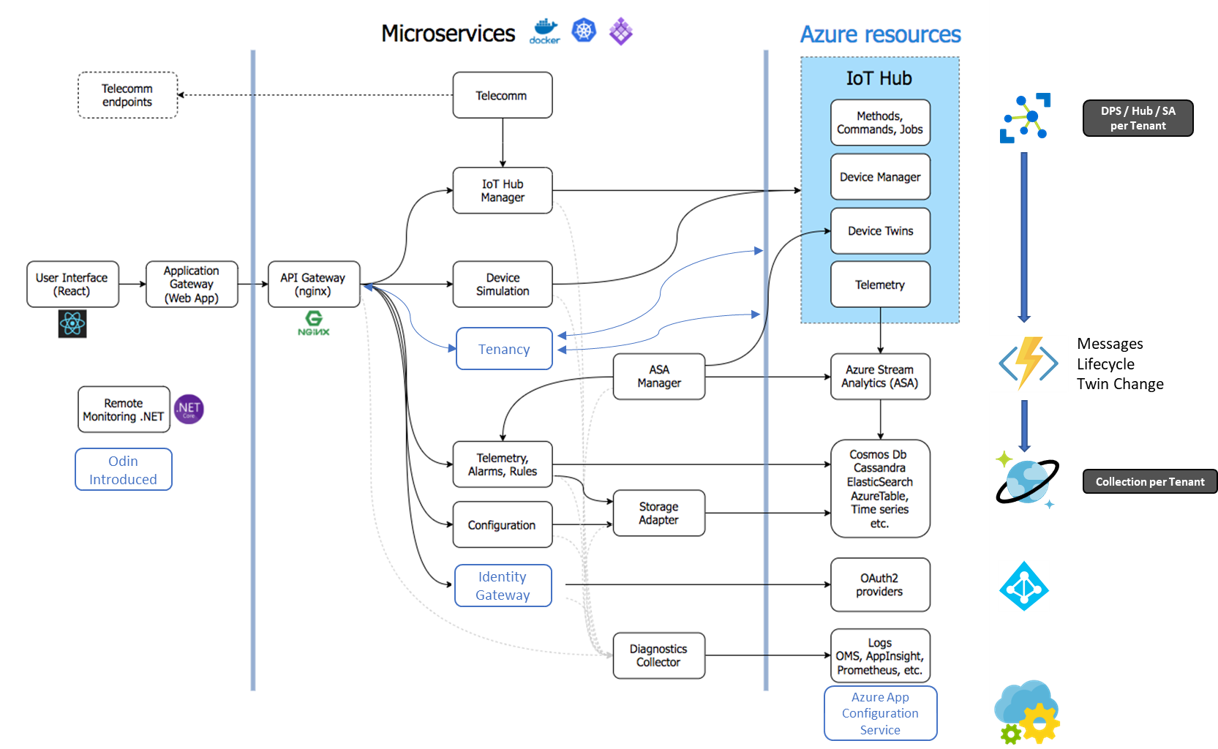 Microservices
docker
Azure resources
Telecomm
endpoints
Telecomm
IoT Hub
Methods,
Commands, Jobs
DPS / Hub / SA
per Tenant
IoT Hub
Manager
Device Manager
Device Twins
User Interface
(React)
Application
Gateway
(Web App)
API Gateway
(nginx)
NGINX
Device
Simulation
Telemetry
Tenancy
ASA
Manager
Azure Stream
Analytics (ASA)
Messages
Lifecycle
Twin Change
Remote
Monitoring .NET
.NET
Core
Odin
Introduced
Telemetry,
Alarms, Rules
Cosmos Db
Cassandra
ElasticSearch
AzureTable,
Time series
etc.
Collection per Tenant
Storage
Adapter
Configuration
Identity
Gateway
OAuth2
providers
Diagnostics
Collector
Logs
OMS, AppInsight,
Prometheus, etc.
Azure App
Configuration
Service